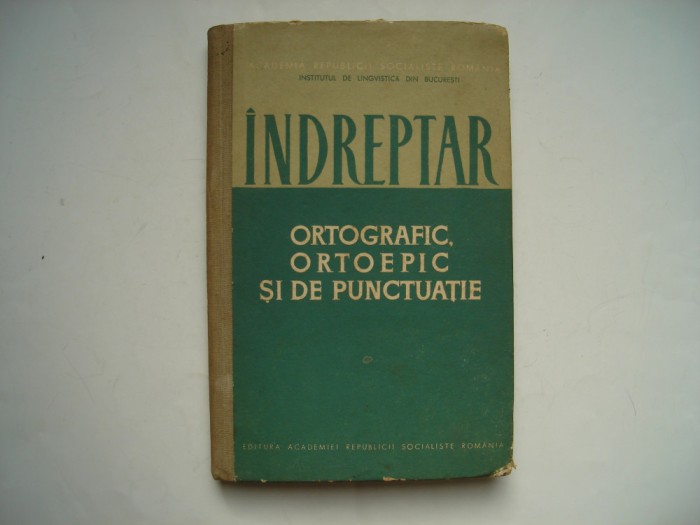 ACADEMIA REPUBLICII SOCIALISTE ROMÂNIA
INSTITUTUL DE LINGVISTICĂ DIN BUCUREȘTI
ÎNDREPTAR
ORTOGRAFIC,
ORTOEPIC
ȘI DE PUNCTUAȚIE
EDITURA ACADEMIEI REPUBLICII SOCIALISTE ROMÂNIA